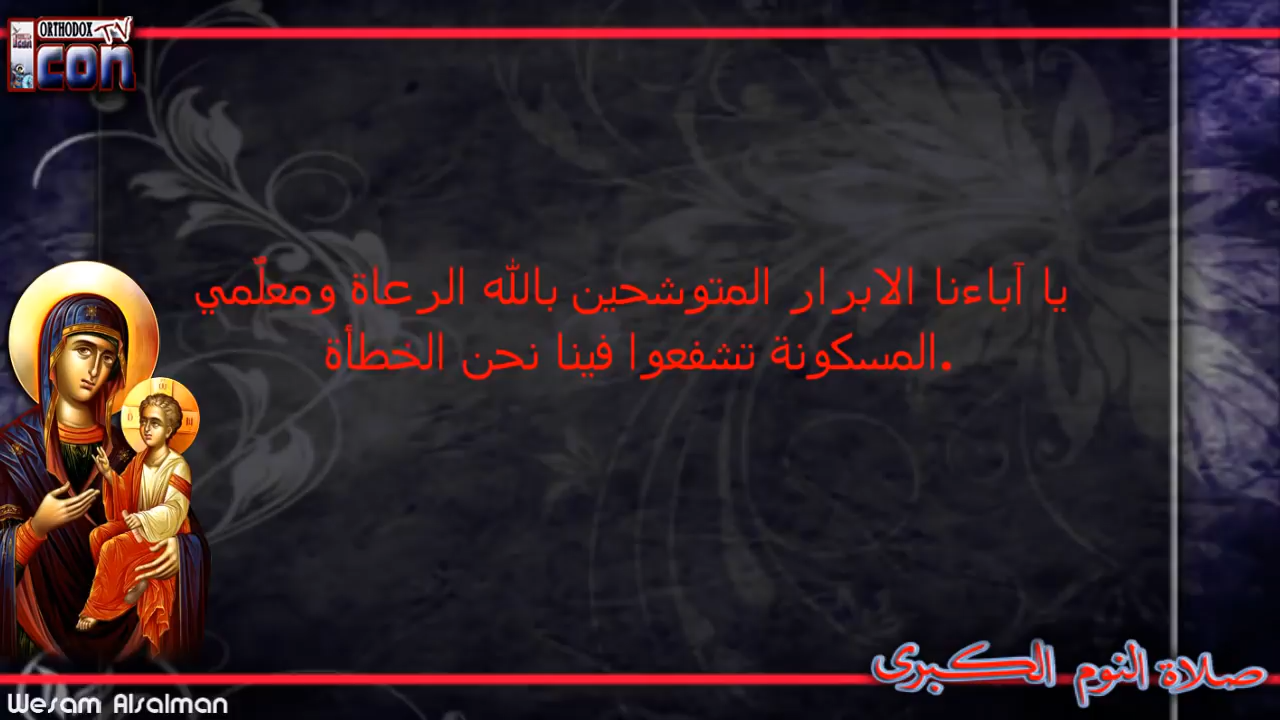 ORTHODOX TV
Icon
يا آباءنا الابرار المتوشحين بالله الرعاة ومعلّمي
المسكونة تشفعوا فينا نحن الخطأة.
صلاة النوم الكبرى
Wesam Alsalman